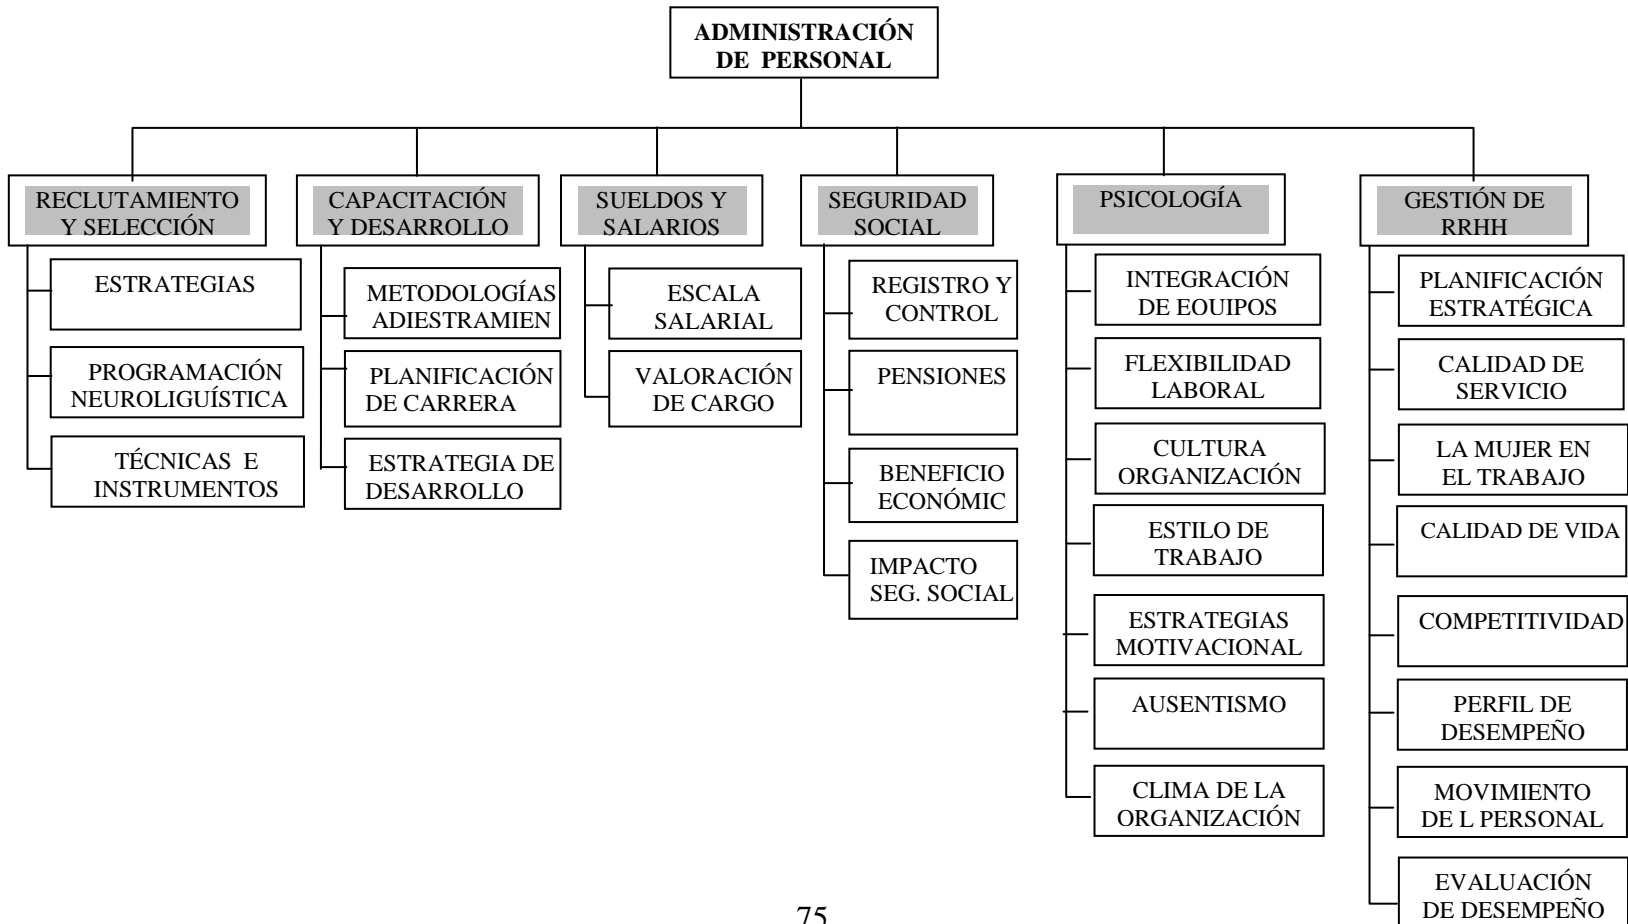 ADMINISTRACIÓN
DE PERSONAL
RECLUTAMIENTO
Y SELECCIÓN
ESTRATEGIAS
PROGRAMACIÓN
NEUROLIGUÍSTICA
TÉCNICAS E
INSTRUMENTOS
CAPACITACIÓN
Y DESARROLLO
METODOLOGÍAS
ADIESTRAMIEN
PLANIFICACIÓN
DE CARRERA
ESTRATEGIA DE
DESARROLLO
SUELDOS Y
SALARIOS
ESCALA
SALARIAL
VALORACIÓN
DE CARGO
SEGURIDAD
SOCIAL
REGISTRO Y
CONTROL
PENSIONES
BENEFICIO
ECONÓMIC
IMPACTO
SEG. SOCIAL
PSICOLOGÍA
INTEGRACIÓN
DE EQUIPOS
FLEXIBILIDAD
LABORAL
CULTURA
ORGANIZACIÓN
ESTILO DE
TRABAJO
ESTRATEGIAS
MOTIVACIONAL
AUSENTISMO
CLIMA DE LA
ORGANIZACIÓN
GESTIÓN DE
RRHH
PLANIFICACIÓN
ESTRATÉGICA
CALIDAD DE
SERVICIO
LA MUJER EN
EL TRABAJO
CALIDAD DE VIDA
COMPETITIVIDAD
PERFIL DE
DESEMPEÑO
MOVIMIENTO
DE L PERSONAL
EVALUACIÓN
DE DESEMPEÑO
75